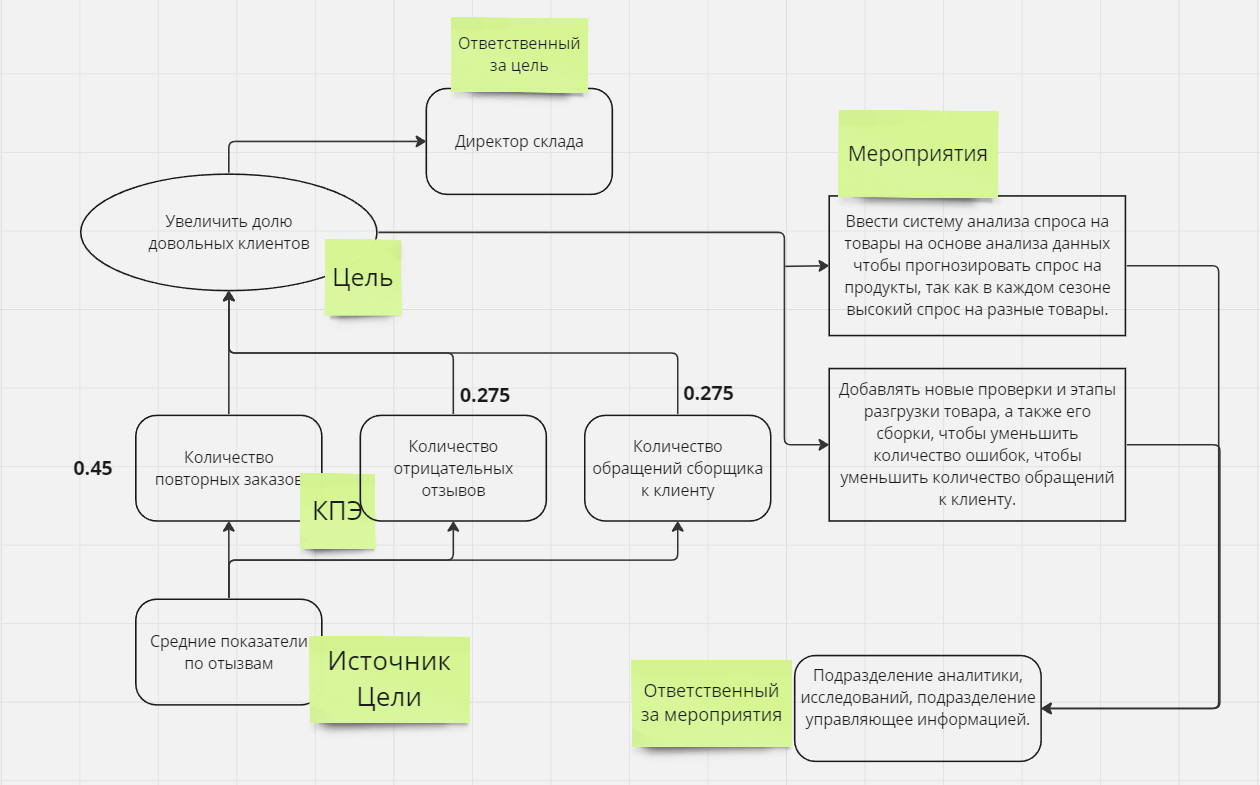 Ответственный
за цель
Директор склада
Мероприятия
Увеличить долю
довольных клиентов
Цель
Ввести систему анализа спроса на
товары на основе анализа данных
чтобы прогнозировать спрос на
продукты, так как в каждом сезоне
высокий спрос на разные товары.
0.275
0.275
0.45
Количество
повторных заказов
КПЭ
Количество
отрицательных
отзывов
Количество
обращений сборщика
к клиенту
Добавлять новые проверки и этапы
разгрузки товара, а также его
сборки, чтобы уменьшить
количество ошибок, чтобы
уменьшить количество обращений
к клиенту.
Средние показатели
по отызвам
Источник
Цели
Ответственный
за мероприятия
Подразделение аналитики,
исследований, подразделение
управляющее информацией.